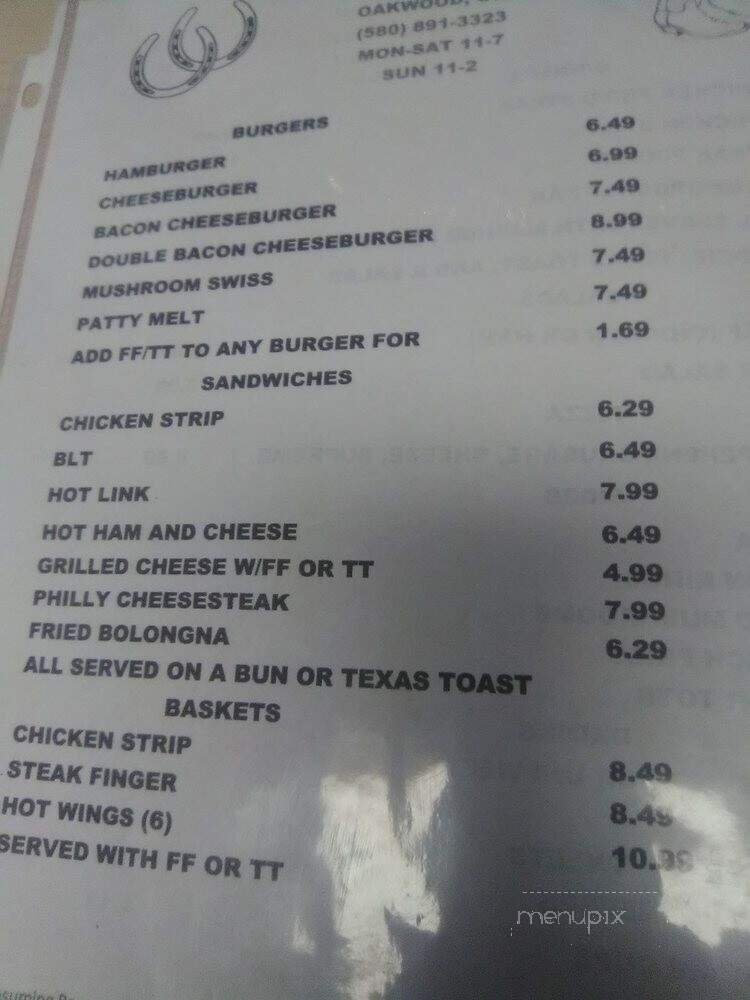 OAKWOOD,
(580) 891-3323
MON-SAT 11-7
SUN 11-2
BURGERS
HAMBURGER 6.49
CHEESEBURGER 6.99
BACON CHEESEBURGER 7.49
DOUBLE BACON CHEESEBURGER 8.99
MUSHROOM SWISS 7.49
PATTY MELT 7.49
ADD FF/TT TO ANY BURGER FOR 1.69
SANDWICHES
CHICKEN STRIP 6.29
BLT 6.49
HOT LINK 7.99
HOT HAM AND CHEESE 6.49
GRILLED CHEESE W/FF OR TT 4.99
PHILLY CHEESESTEAK 7.99
FRIED BOLONGNA 6.29
ALL SERVED ON A BUN OR TEXAS TOAST
BASKETS
CHICKEN STRIP 8.49
STEAK FINGER 8.49
HOT WINGS (6) 10.99
SERVED WITH FF OR TT
menupix